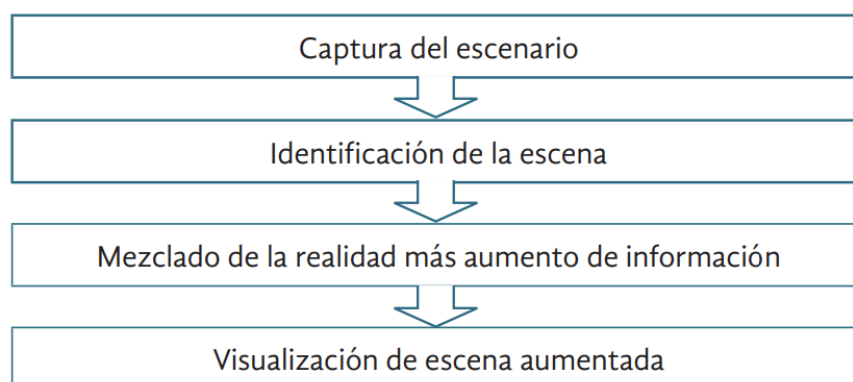 Captura del escenario
Identificación de la escena
Mezclado de la realidad más aumento de información
Visualización de escena aumentada